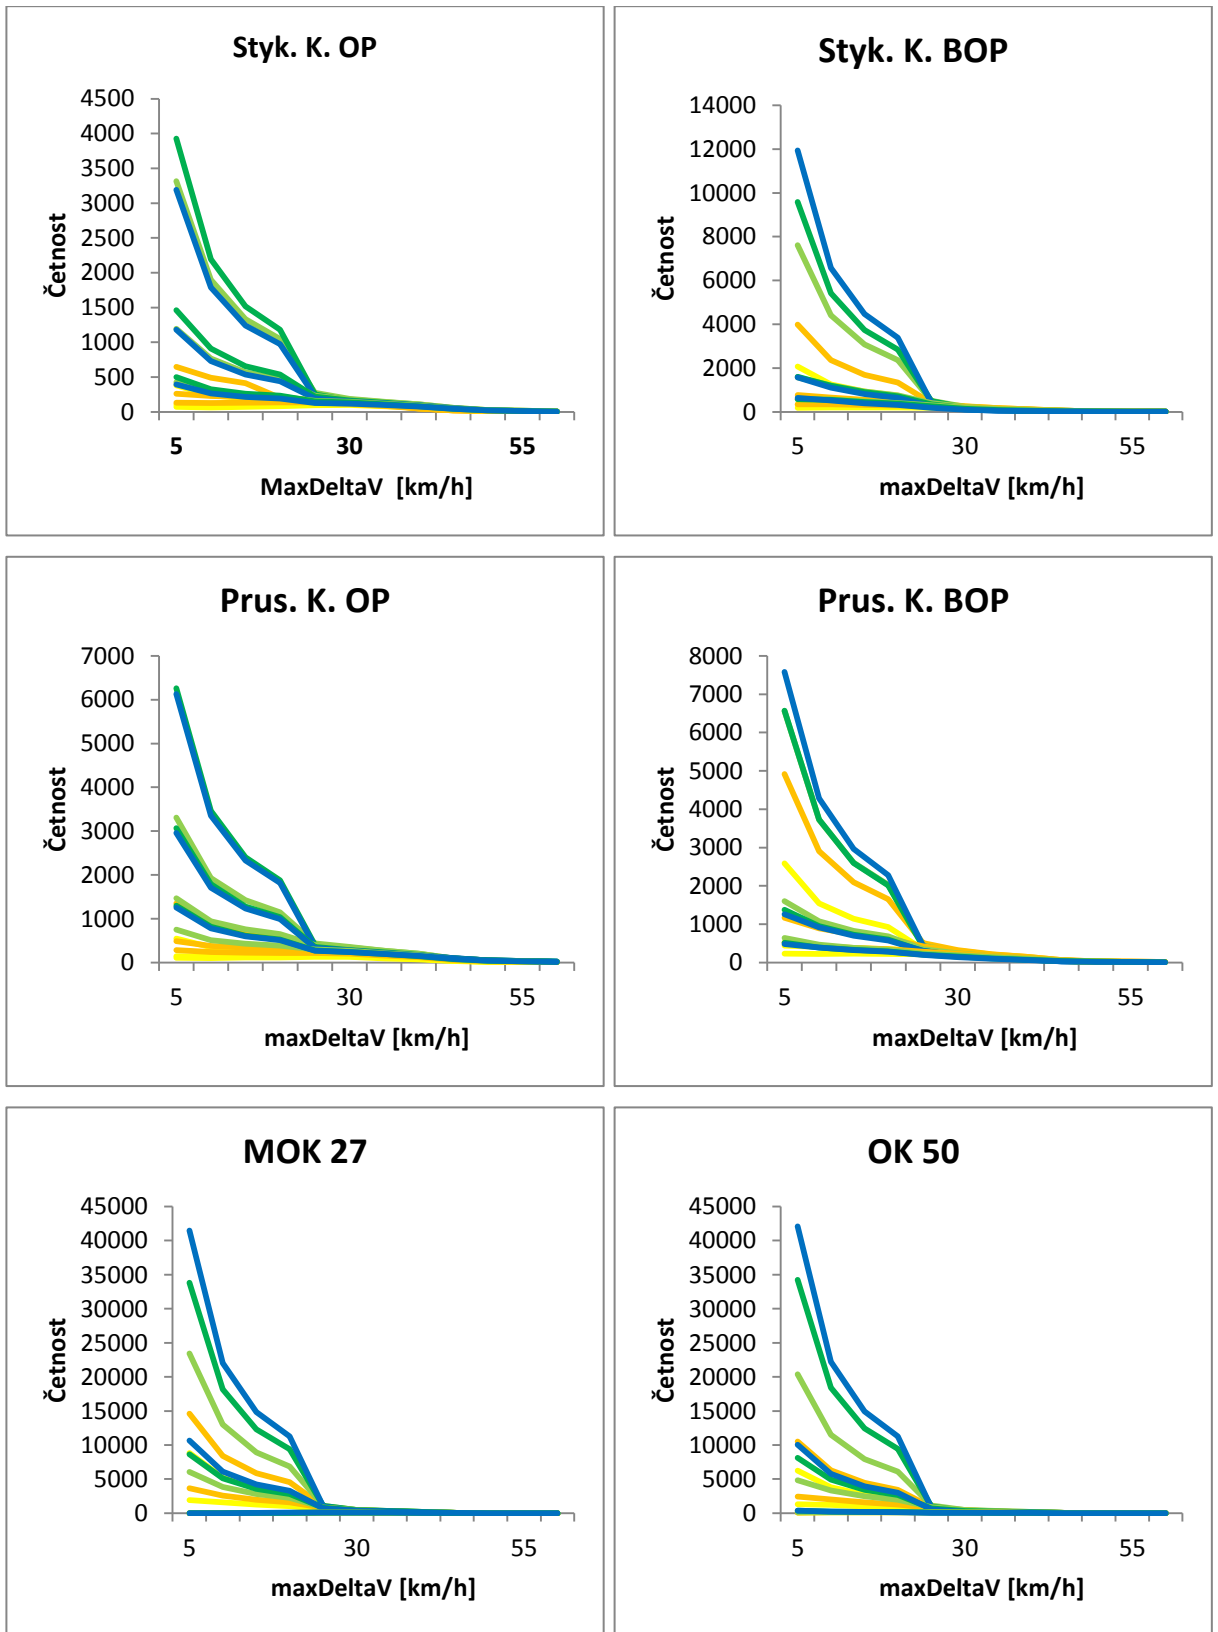 Styk. K. OP
4500
4000
3500
3000
2500
2000
1500
1000
500
0
Četnost
5 30 55
MaxDeltaV [km/h]
Styk. K. BOP
14000
12000
10000
8000
6000
4000
2000
0
Četnost
5 30 55
maxDeltaV [km/h]
Prus. K. OP
7000
6000
5000
4000
3000
2000
1000
0
Četnost
5 30 55
maxDeltaV [km/h]
Prus. K. BOP
8000
7000
6000
5000
4000
3000
2000
1000
0
Četnost
5 30 55
maxDeltaV [km/h]
MOK 27
45000
40000
35000
30000
25000
20000
15000
10000
5000
0
Četnost
5 30 55
maxDeltaV [km/h]
OK 50
45000
40000
35000
30000
25000
20000
15000
10000
5000
0
Četnost
5 30 55
maxDeltaV [km/h]